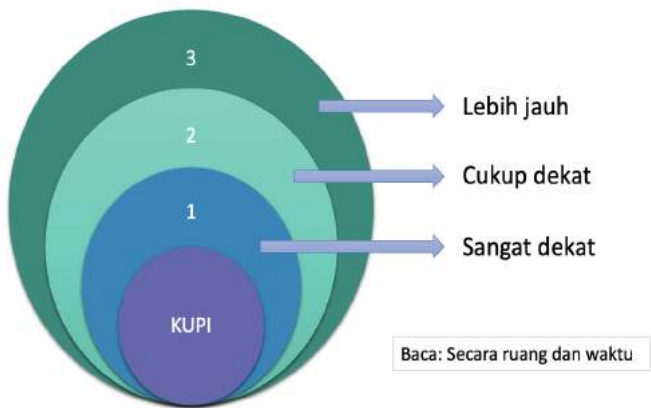 3
Lebih jauh
2
Cukup dekat
1
Sangat dekat
KUPI
Baca: Secara ruang dan waktu